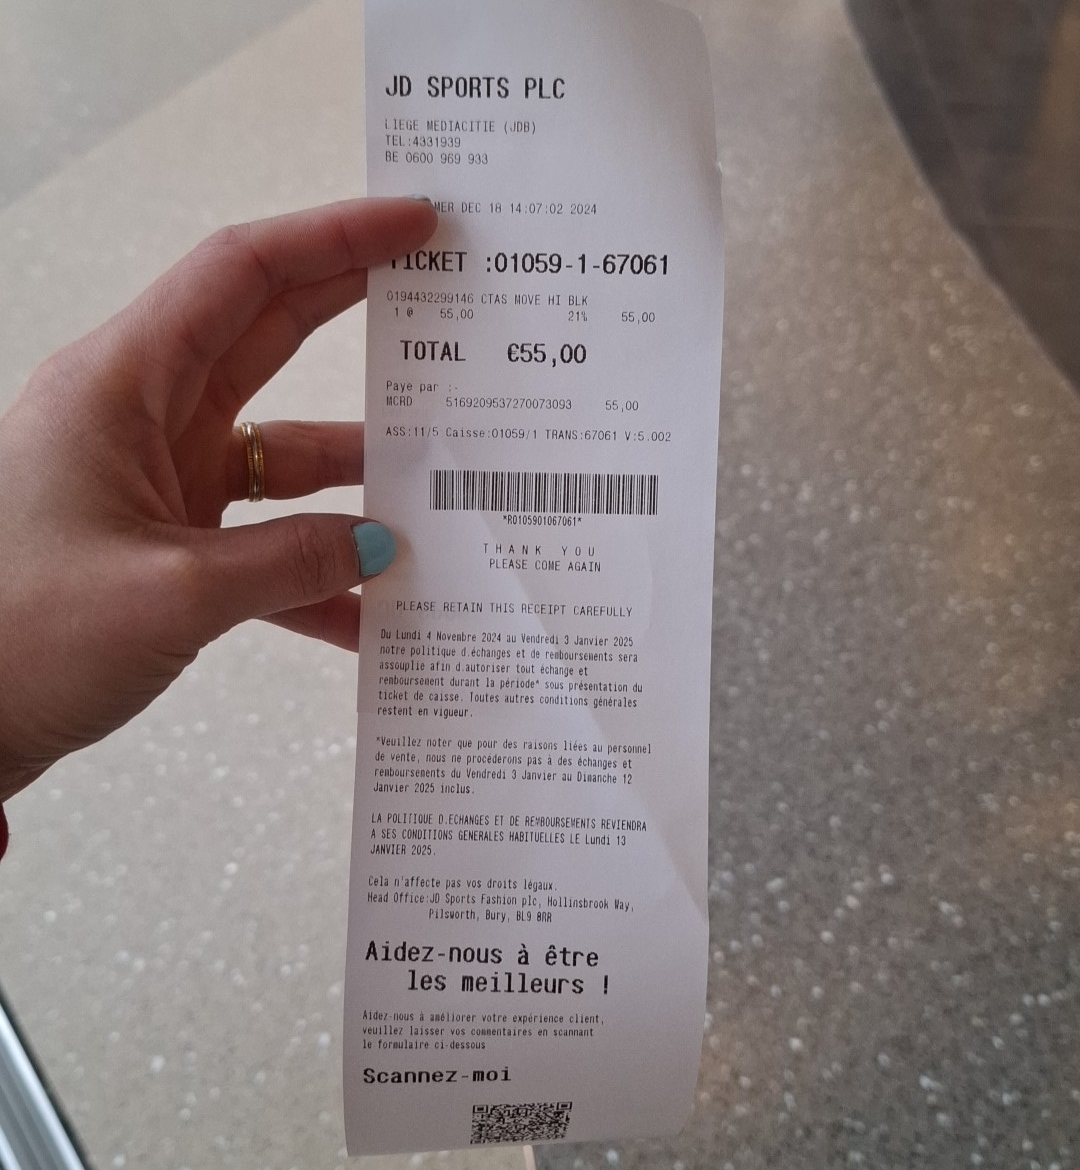 JD SPORTS PLC
LIEGE MEDIACITIE (JDB)
TEL:4331939
BE 0600 969 933
MER DEC 18 14:07:02 2024
TICKET :01059-1-67061
0194432299146 CTAS MOVE HI BLK
1 @ 55,00 21% 55,00
TOTAL €55,00
Paye par :-
MCRD 5169209537270073093 55,00
ASS:11/5 Caisse:01059/1 TRANS:67061 V:5.002
*R0105901067061*
THANK YOU
PLEASE COME AGAIN
PLEASE RETAIN THIS RECEIPT CAREFULLY
Du Lundi 4 Novembre 2024 au Vendredi 3 Janvier 2025
notre politique d.échanges et de remboursements sera
assouplie afin d.autoriser tout échange et
remboursement durant la période* sous présentation du
ticket de caisse. Toutes autres conditions générales
restent en vigueur.
*Veuillez noter que pour des raisons liées au personnel
de vente, nous ne procéderons pas à des échanges et
remboursements du Vendredi 3 Janvier au Dimanche 12
Janvier 2025 inclus.
LA POLITIQUE D.ECHANGES ET DE REMBOURSEMENTS REVIENDRA
A SES CONDITIONS GENERALES HABITUELLES LE Lundi 13
JANVIER 2025.
Cela n'affecte pas vos droits légaux.
Head Office:JD Sports Fashion plc, Hollinsbrook Way,
Pilsworth, Bury, BL9 8RR
Aidez-nous à être
les meilleurs !
Aidez-nous à améliorer votre expérience client,
veuillez laisser vos commentaires en scannant
le formulaire ci-dessous
Scannez-moi